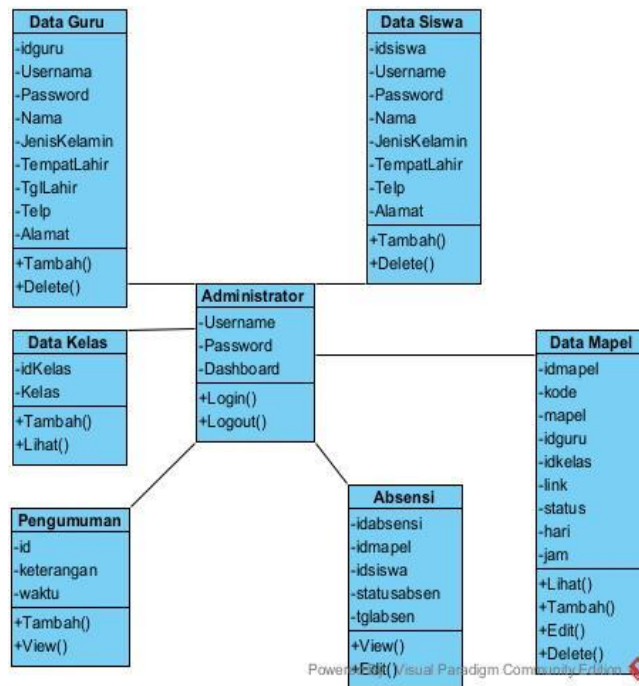 Data Guru
-idguru
-Usernama
-Password
-Nama
-JenisKelamin
-TempatLahir
-TglLahir
-Telp
-Alamat
+Tambah()
+Delete()
Data Siswa
-idsiswa
-Username
-Password
-Nama
-JenisKelamin
-TempatLahir
-Telp
-Alamat
+Tambah()
+Delete()
Administrator
-Username
-Password
-Dashboard
+Login()
+Logout()
Data Kelas
-idKelas
-Kelas
+Tambah()
+Lihat()
Data Mapel
-idmapel
-kode
-mapel
-idguru
-idkelas
-link
-status
-hari
-jam
+Lihat()
+Tambah()
+Edit()
+Delete()
Pengumuman
-id
-keterangan
-waktu
+Tambah()
+View()
Absensi
-idabsensi
-idmapel
-idsiswa
-statusabsen
-tglabsen
+View()
+Edit()
Powered By Visual Paradigm Community Edition